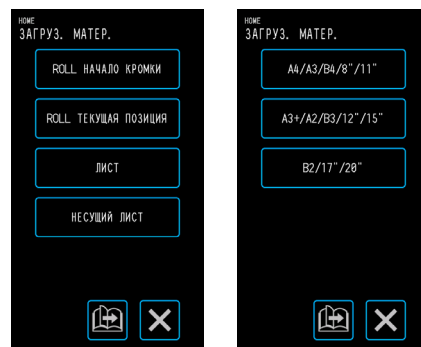 HOME
ЗАГРУЗ. МАТЕР.
ROLL НАЧАЛО КРОМКИ
ROLL ТЕКУЩАЯ ПОЗИЦИЯ
ЛИСТ
НЕСУЩИЙ ЛИСТ
HOME
ЗАГРУЗ. МАТЕР.
A4/A3/B4/8"/11"
A3+/A2/B3/12"/15"
B2/17"/20"